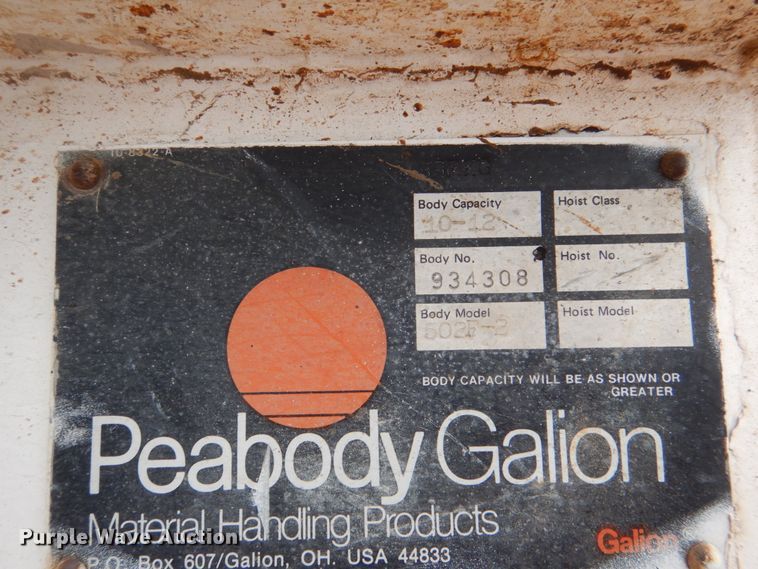 Body Capacity
10-12
Hoist Class
Body No.
934308
Hoist No.
Body Model
Hoist Model
BODY CAPACITY WILL BE AS SHOWN OR
GREATER
Peabody Galion
Material Handling Products
Galion
P.O. Box 607/Galion, OH. USA 44833
Purple Wave Auction